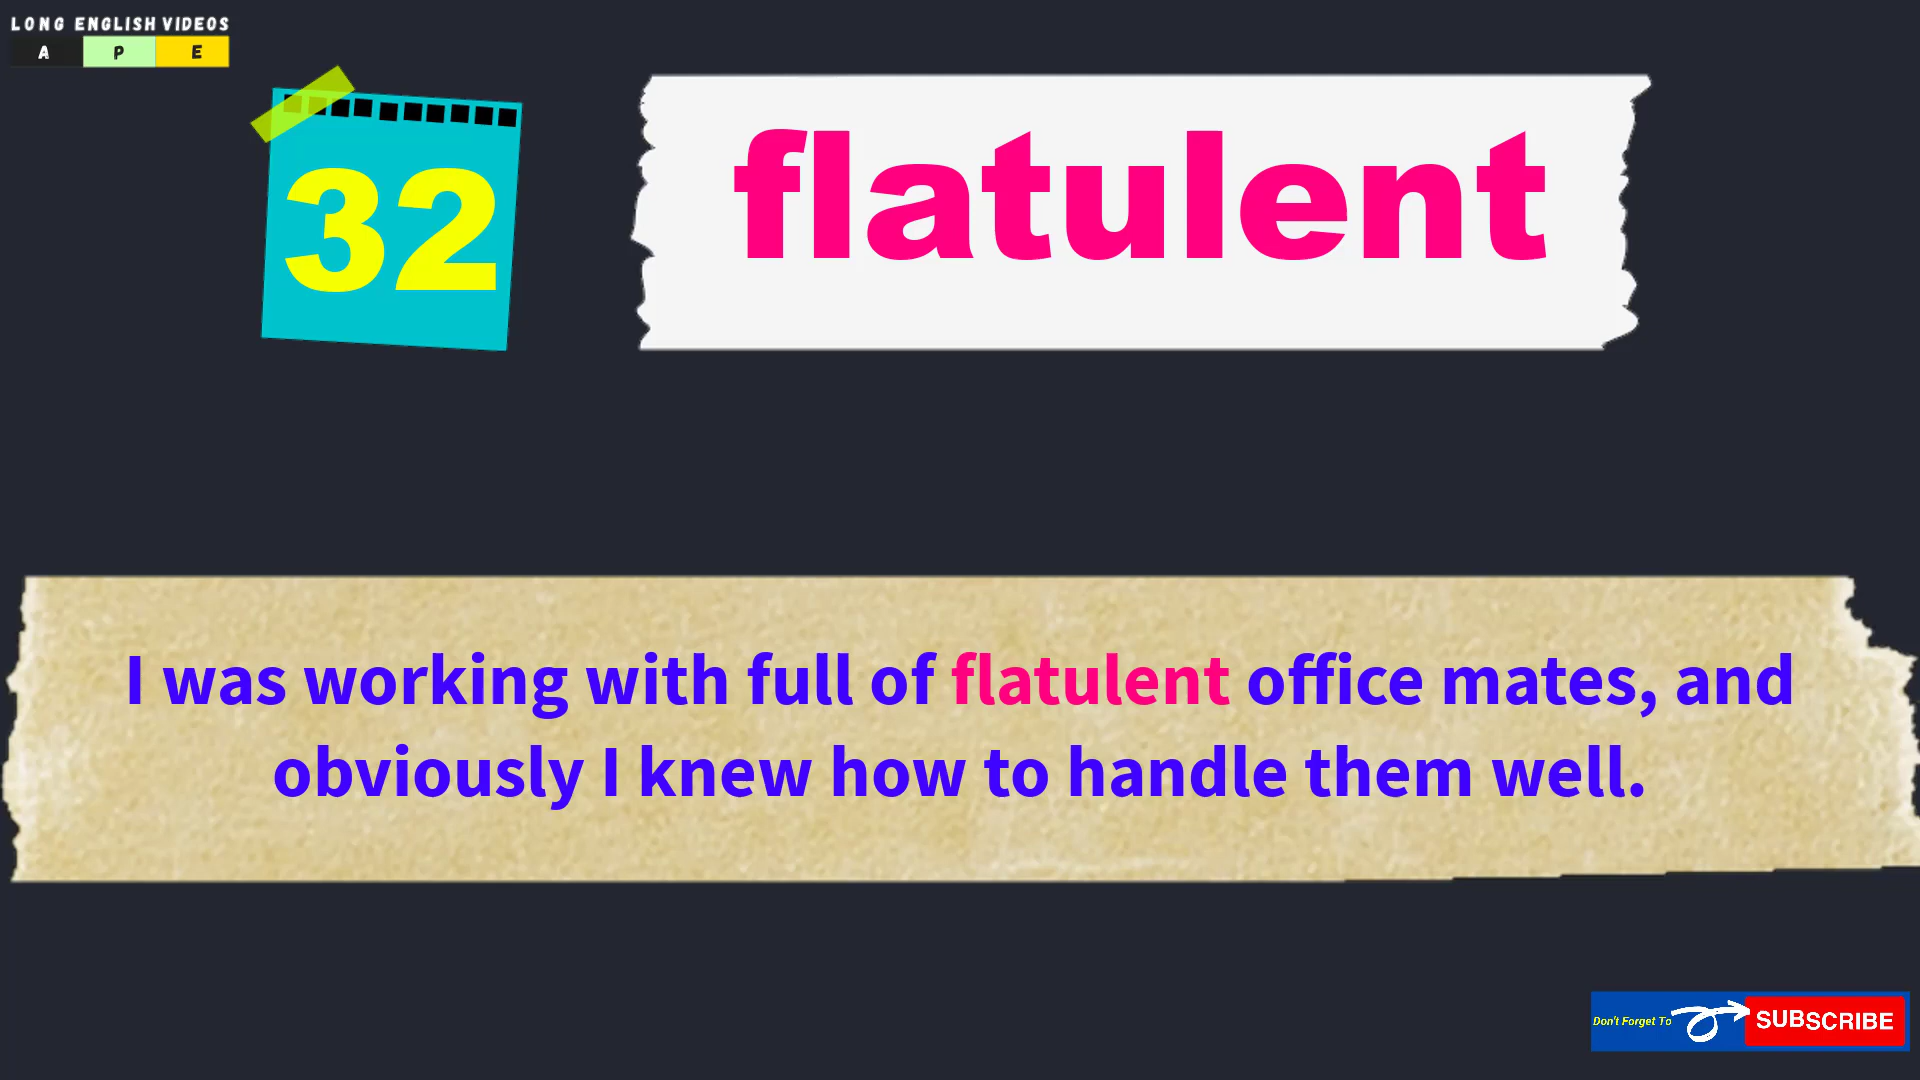 LONG ENGLISH VIDEOS
A P E
32
flatulent
I was working with full of flatulent office mates, and
obviously I knew how to handle them well.
Don't Forget To SUBSCRIBE